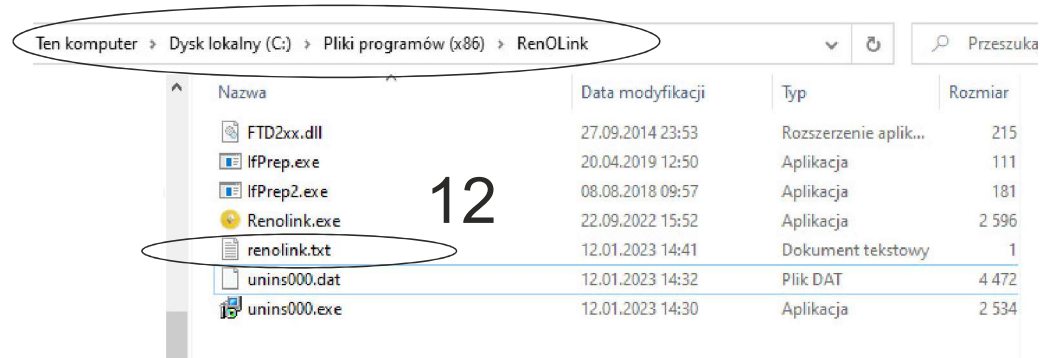 Ten komputer > Dysk lokalny (C:) > Pliki programów (x86) > RenOLink Przeszuka
Nazwa Data modyfikacji Typ Rozmiar
FTD2xx.dll 27.09.2014 23:53 Rozszerzenie aplik... 215
IfPrep.exe 20.04.2019 12:50 Aplikacja 111
IfPrep2.exe 08.08.2018 09:57 Aplikacja 181
12
Renolink.exe 22.09.2022 15:52 Aplikacja 2 596
renolink.txt 12.01.2023 14:41 Dokument tekstowy 1
unins000.dat 12.01.2023 14:32 Plik DAT 4 472
unins000.exe 12.01.2023 14:30 Aplikacja 2 534